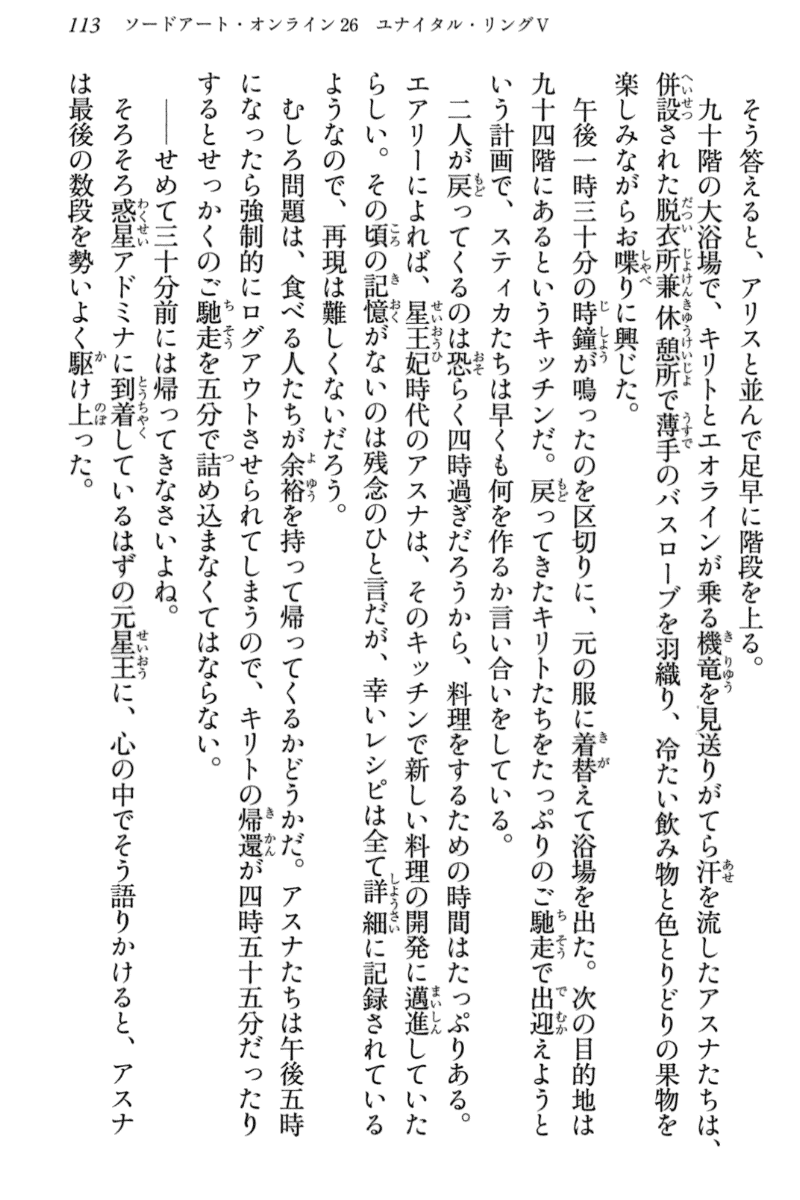 113　ソードアート・オンライン26　ユナイタル・リングⅤ
　そう答えると、アリスと並んで足早に階段を上る。
　九十階の大浴場で、キリトとエオラインが乗る機竜を見送りがてら汗を流したアスナたちは、
併設された脱衣所兼休憩所で薄手のバスローブを羽織り、冷たい飲み物と色とりどりの果物を
楽しみながらお喋りに興じた。
　午後一時三十分の時鐘が鳴ったのを区切りに、元の服に着替えて浴場を出た。次の目的地は
九十四階にあるというキッチンだ。戻ってきたキリトたちをたっぷりのご馳走で出迎えようと
いう計画で、スティカたちは早くも何を作るか言い合いをしている。
　二人が戻ってくるのは恐らく四時過ぎだろうから、料理をするための時間はたっぷりある。
エアリーによれば、星王妃時代のアスナは、そのキッチンで新しい料理の開発に邁進していた
らしい。その頃の記憶がないのは残念のひと言だが、幸いレシピは全て詳細に記録されている
ようなので、再現は難しくないだろう。
　むしろ問題は、食べる人たちが余裕を持って帰ってくるかどうかだ。アスナたちは午後五時
になったら強制的にログアウトさせられてしまうので、キリトの帰還が四時五十五分だったり
するとせっかくのご馳走を五分で詰め込まなくてはならない。
　――せめて三十分前には帰ってきなさいよね。
　そろそろ惑星アドミナに到着しているはずの元星王に、心の中でそう語りかけると、アスナ
は最後の数段を勢いよく駆け上った。